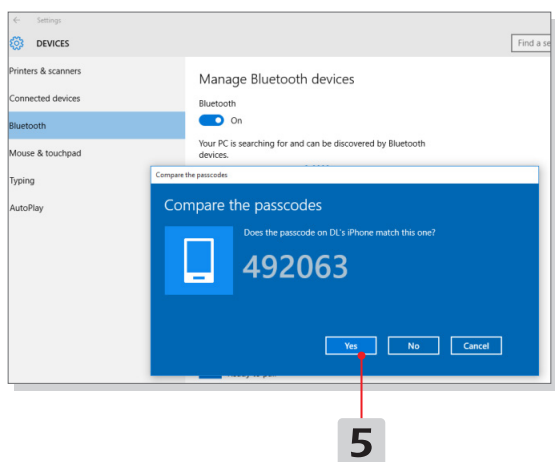 ← Settings
DEVICES
Find a se
Printers & scanners
Connected devices
Bluetooth
Mouse & touchpad
Typing
AutoPlay
Manage Bluetooth devices
Bluetooth
On
Your PC is searching for and can be discovered by Bluetooth
devices.
Compare the passcodes
Compare the passcodes
Does the passcode on DL's iPhone match this one?
492063
Yes No Cancel
5